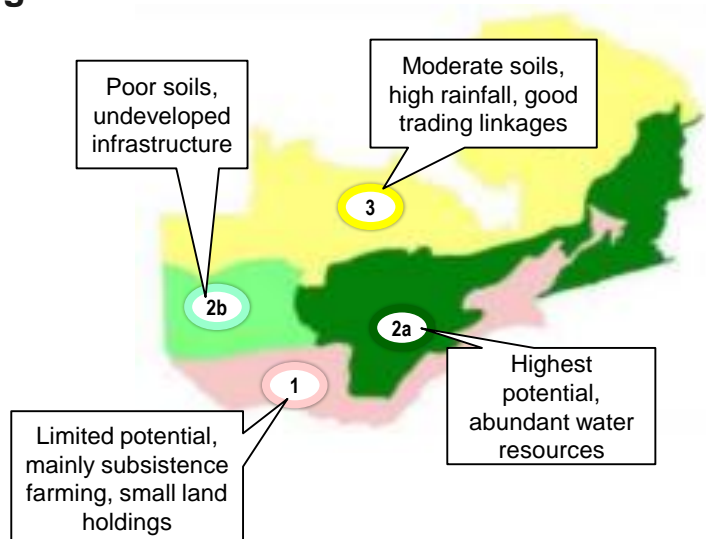 g
Poor soils,
undeveloped
infrastructure
Moderate soils,
high rainfall, good
trading linkages
3
2b
2a
1
Highest
potential,
abundant water
resources
Limited potential,
mainly subsistence
farming, small land
holdings